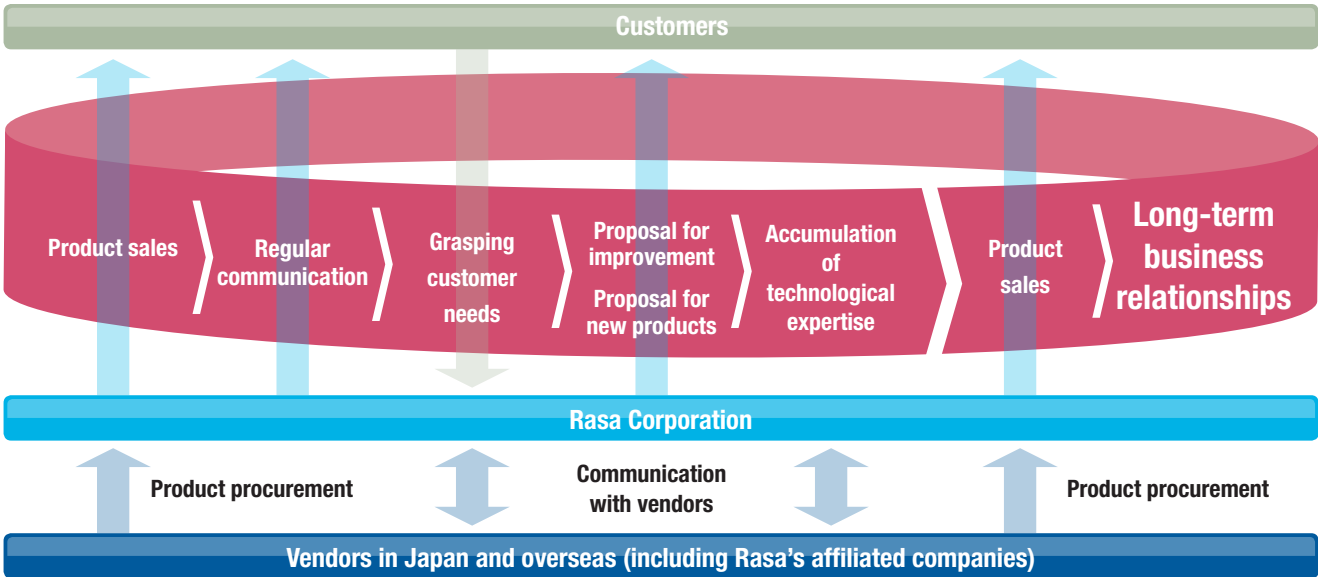 Customers
Product sales
Regular
communication
Grasping
customer
needs
Proposal for
improvement
Proposal for
new products
Accumulation
of
technological
expertise
Product
sales
Long-term
business
relationships
Rasa Corporation
Product procurement
Communication
with vendors
Product procurement
Vendors in Japan and overseas (including Rasa’s affiliated companies)